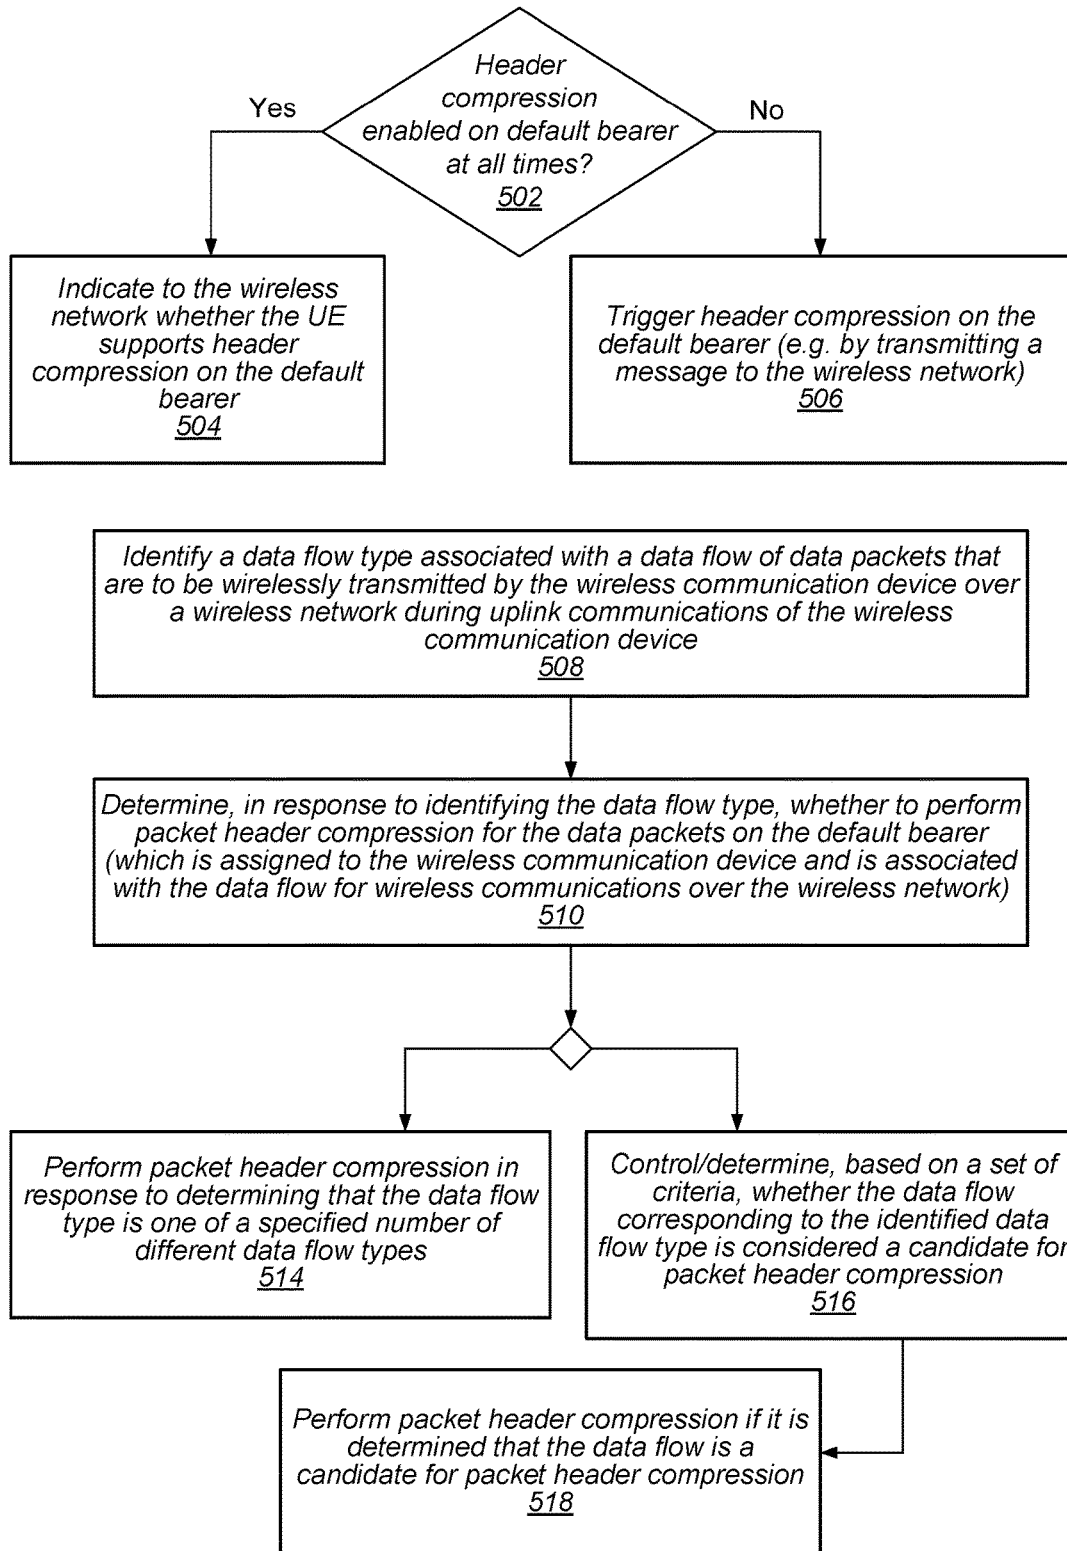 Header
compression
enabled on default bearer
at all times?
502
Yes
No
Indicate to the wireless
network whether the UE
supports header
compression on the default
bearer
504
Trigger header compression on the
default bearer (e.g. by transmitting a
message to the wireless network)
506
Identify a data flow type associated with a data flow of data packets that
are to be wirelessly transmitted by the wireless communication device over
a wireless network during uplink communications of the wireless
communication device
508
Determine, in response to identifying the data flow type, whether to perform
packet header compression for the data packets on the default bearer
(which is assigned to the wireless communication device and is associated
with the data flow for wireless communications over the wireless network)
510
Perform packet header compression in
response to determining that the data flow
type is one of a specified number of
different data flow types
514
Control/determine, based on a set of
criteria, whether the data flow
corresponding to the identified data
flow type is considered a candidate for
packet header compression
516
Perform packet header compression if it is
determined that the data flow is a
candidate for packet header compression
518